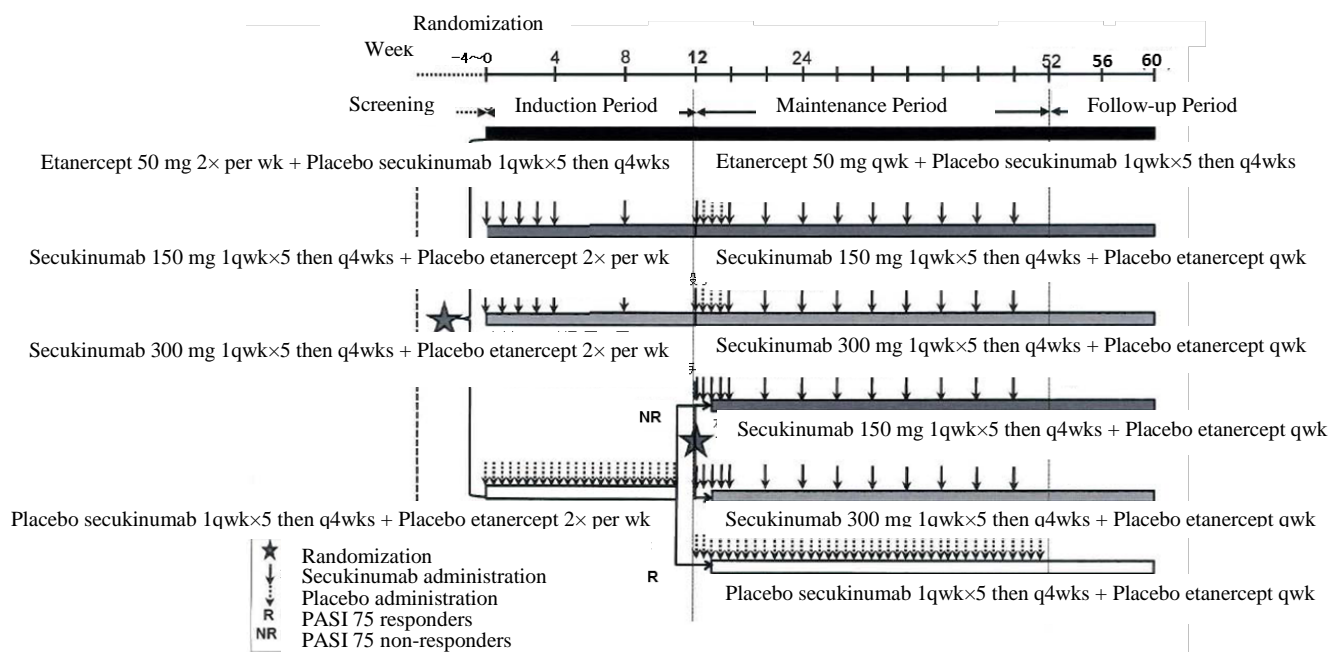 Randomization
Week
−4~0 4 8 12 24 52 56 60
Screening Induction Period Maintenance Period Follow-up Period
Etanercept 50 mg 2× per wk + Placebo secukinumab 1qwk×5 then q4wks
Etanercept 50 mg qwk + Placebo secukinumab 1qwk×5 then q4wks
Secukinumab 150 mg 1qwk×5 then q4wks + Placebo etanercept 2× per wk
Secukinumab 150 mg 1qwk×5 then q4wks + Placebo etanercept qwk
Secukinumab 300 mg 1qwk×5 then q4wks + Placebo etanercept 2× per wk
Secukinumab 300 mg 1qwk×5 then q4wks + Placebo etanercept qwk
NR
Secukinumab 150 mg 1qwk×5 then q4wks + Placebo etanercept qwk
Placebo secukinumab 1qwk×5 then q4wks + Placebo etanercept 2× per wk
Secukinumab 300 mg 1qwk×5 then q4wks + Placebo etanercept qwk
R
Placebo secukinumab 1qwk×5 then q4wks + Placebo etanercept qwk
Randomization
Secukinumab administration
Placebo administration
R PASI 75 responders
NR PASI 75 non-responders